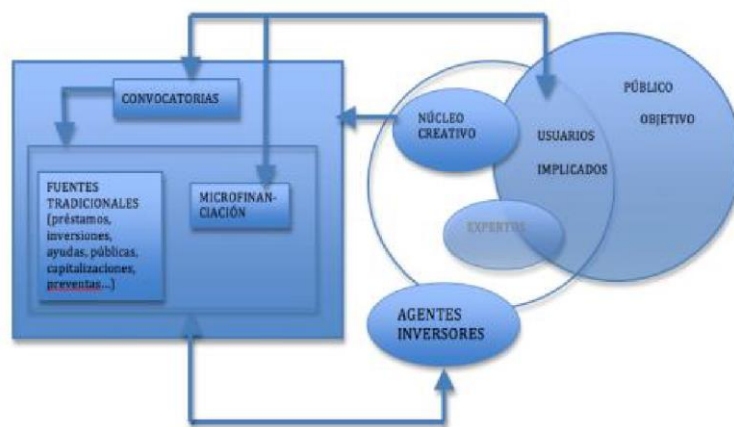 CONVOCATORIAS
FUENTES
TRADICIONALES
(préstamos,
inversiones,
ayudas, públicas,
capitalizaciones,
preventas...)
MICROFINAN-
CIACIÓN
NÚCLEO
CREATIVO
USUARIOS
IMPLICADOS
PÚBLICO
OBJETIVO
EXPERTOS
AGENTES
INVERSORES